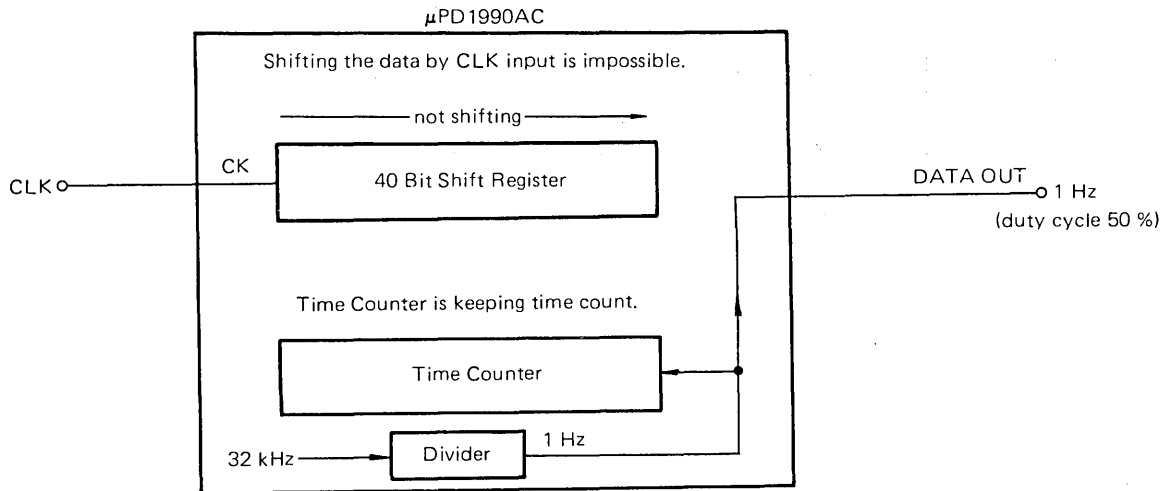 μPD1990AC
Shifting the data by CLK input is impossible.
not shifting
CK
CLK
40 Bit Shift Register
DATA OUT
1 Hz
(duty cycle 50 %)
Time Counter is keeping time count.
Time Counter
1 Hz
32 kHz
Divider